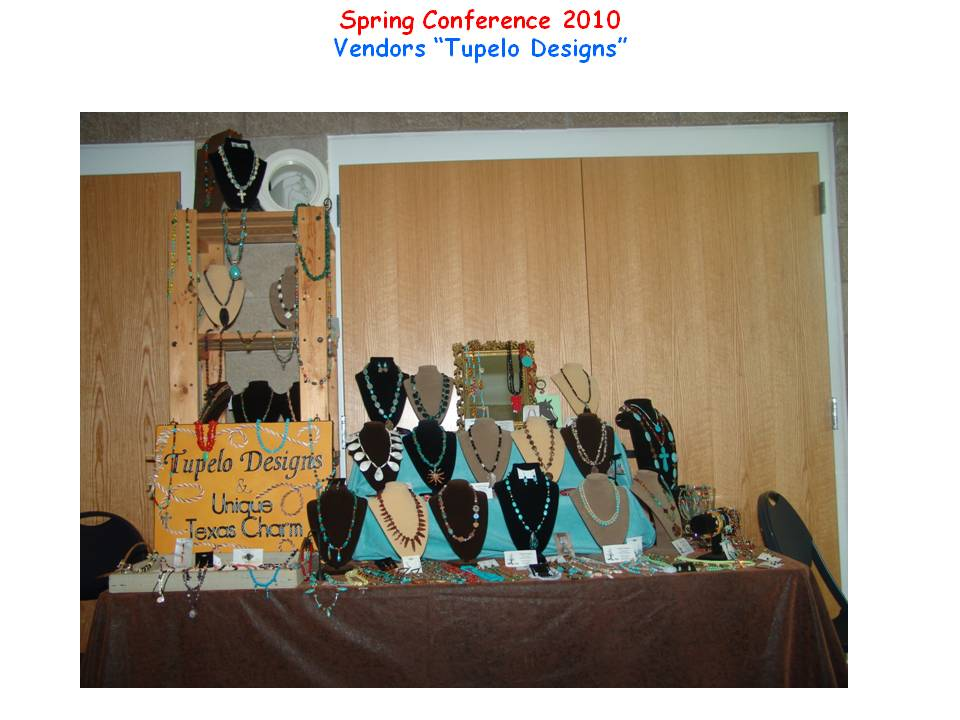 Spring Conference 2010
Vendors “Tupelo Designs”
Tupelo Designs
&
Unique
Texas Charm